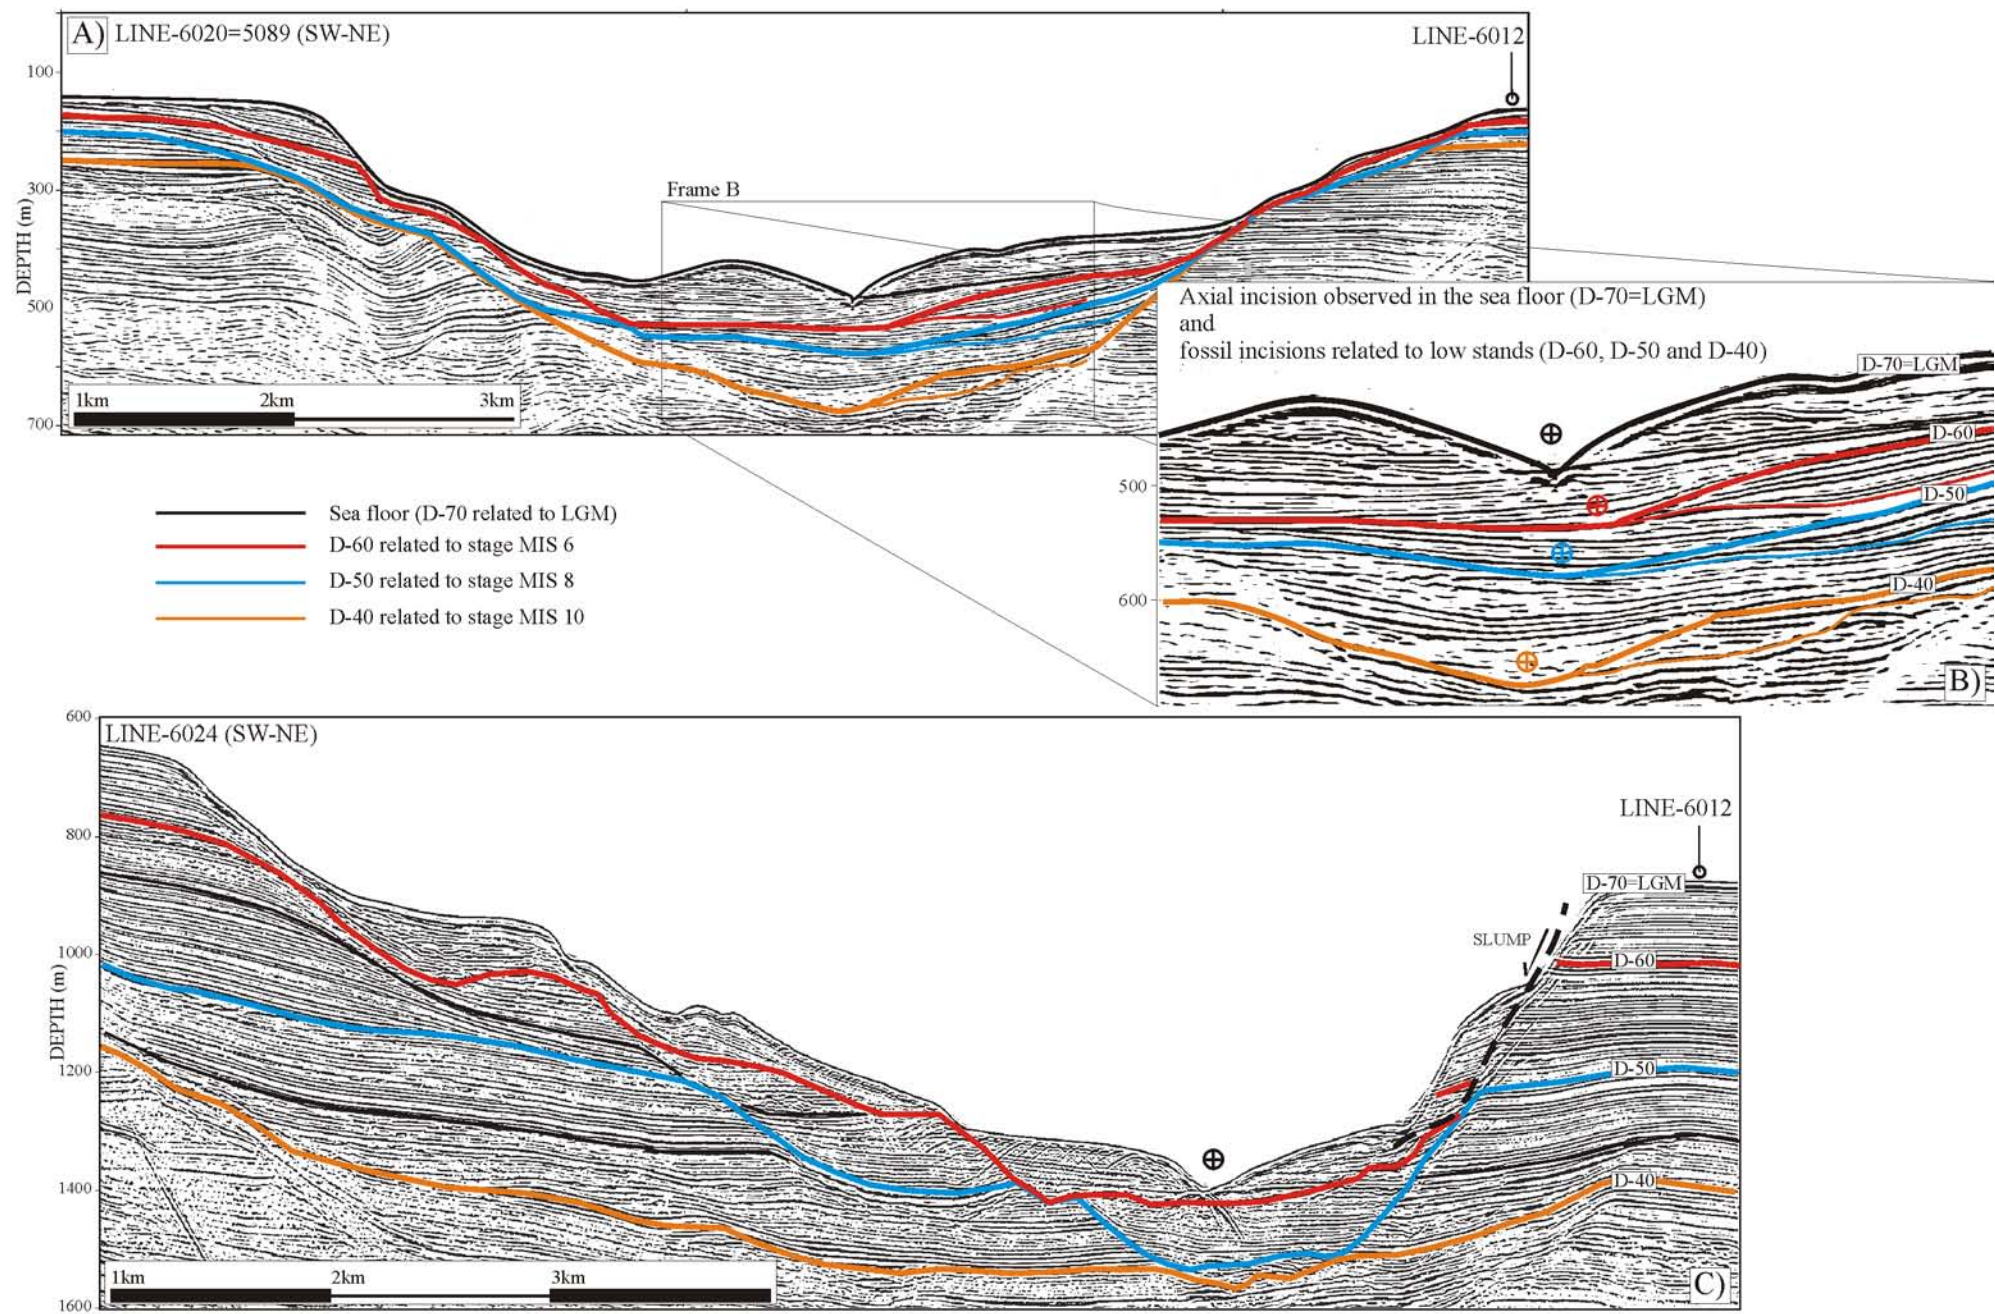 A) LINE-6020=5089 (SW-NE)
LINE-6012
100
300
500
700
DEPTH (m)
Frame B
1km 2km 3km
Axial incision observed in the sea floor (D-70=LGM)
and
fossil incisions related to low stands (D-60, D-50 and D-40)
D-70=LGM
D-60
D-50
D-40
500
600
B)
Sea floor (D-70 related to LGM)
D-60 related to stage MIS 6
D-50 related to stage MIS 8
D-40 related to stage MIS 10
LINE-6024 (SW-NE)
LINE-6012
600
800
1000
1200
1400
1600
DEPTH (m)
D-70=LGM
SLUMP
D-60
D-50
D-40
1km 2km 3km
C)